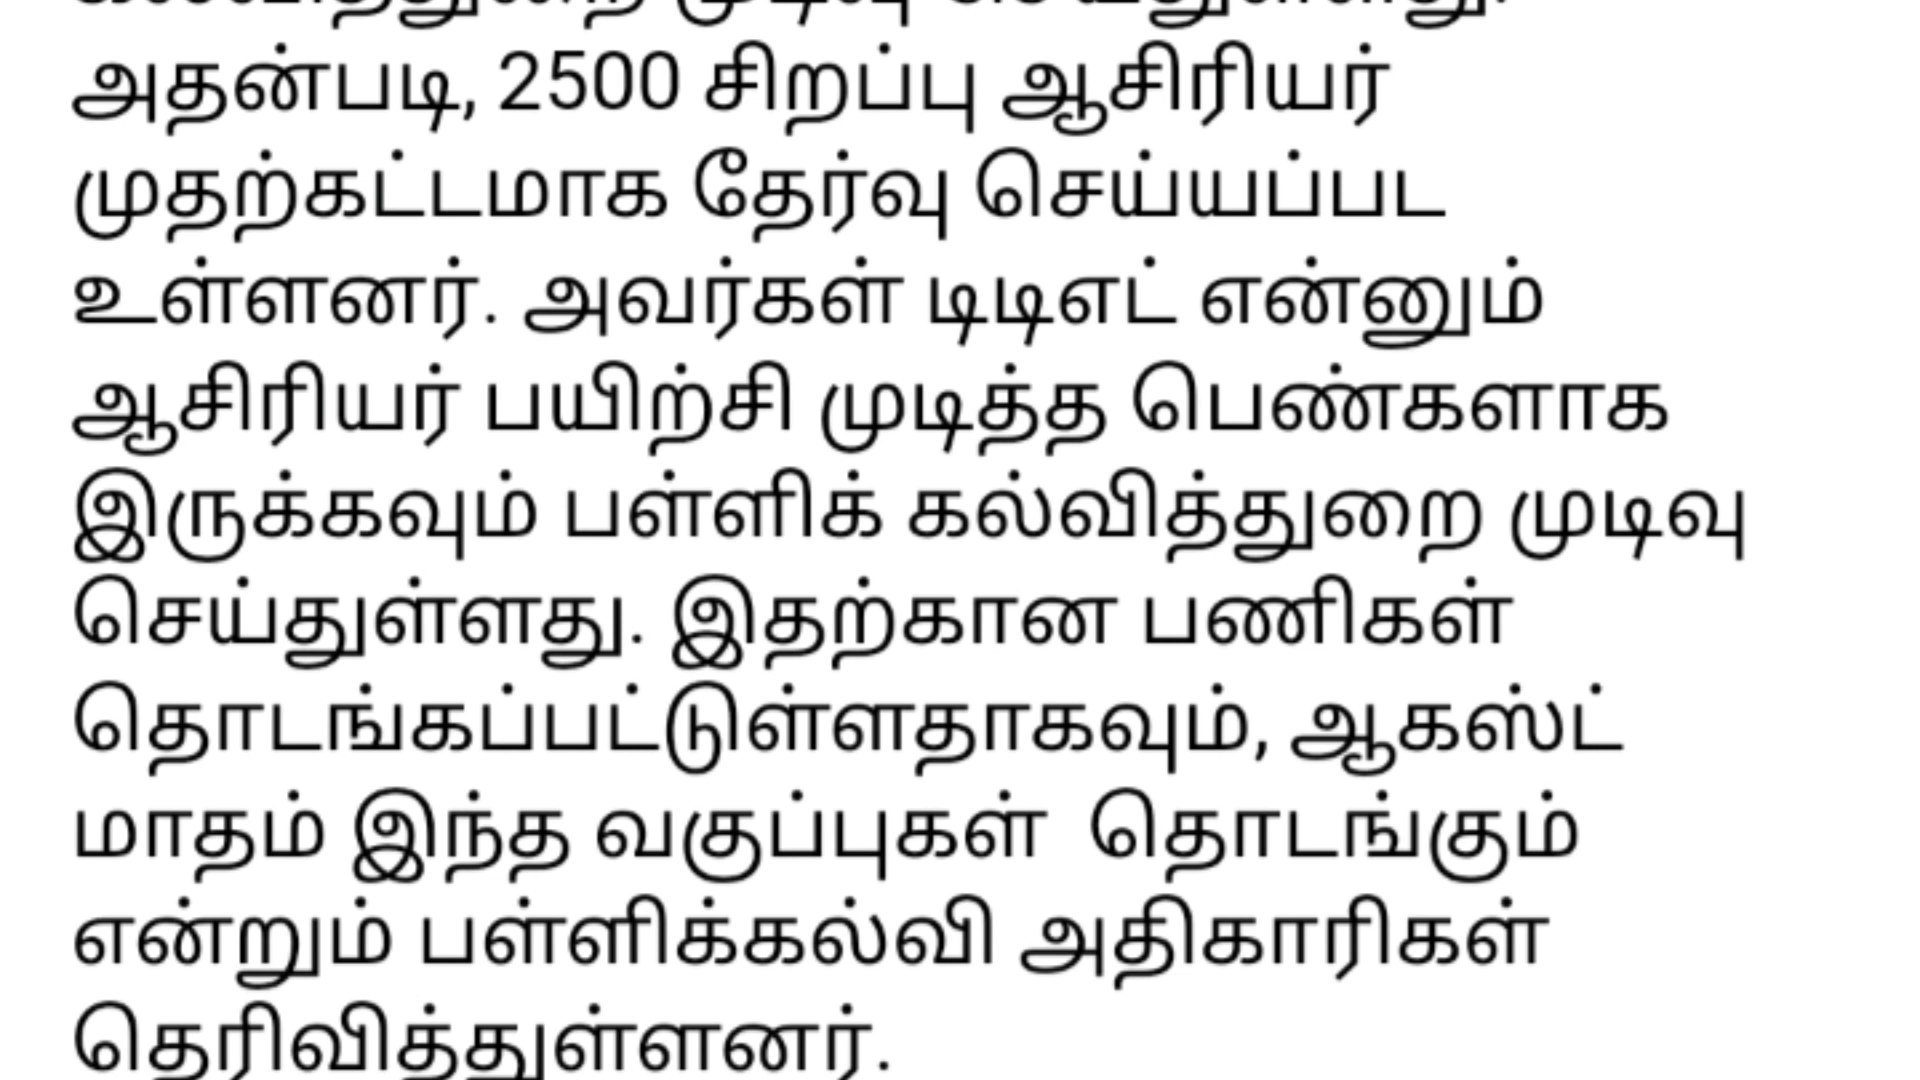 கல்வித்துறை முடிவு செய்துள்ளது.
அதன்படி, 2500 சிறப்பு ஆசிரியர்
முதற்கட்டமாக தேர்வு செய்யப்பட
உள்ளனர். அவர்கள் டிடிஎட் என்னும்
ஆசிரியர் பயிற்சி முடித்த பெண்களாக
இருக்கவும் பள்ளிக் கல்வித்துறை முடிவு
செய்துள்ளது. இதற்கான பணிகள்
தொடங்கப்பட்டுள்ளதாகவும், ஆகஸ்ட்
மாதம் இந்த வகுப்புகள்  தொடங்கும்
என்றும் பள்ளிக்கல்வி அதிகாரிகள்
தெரிவித்துள்ளனர்.